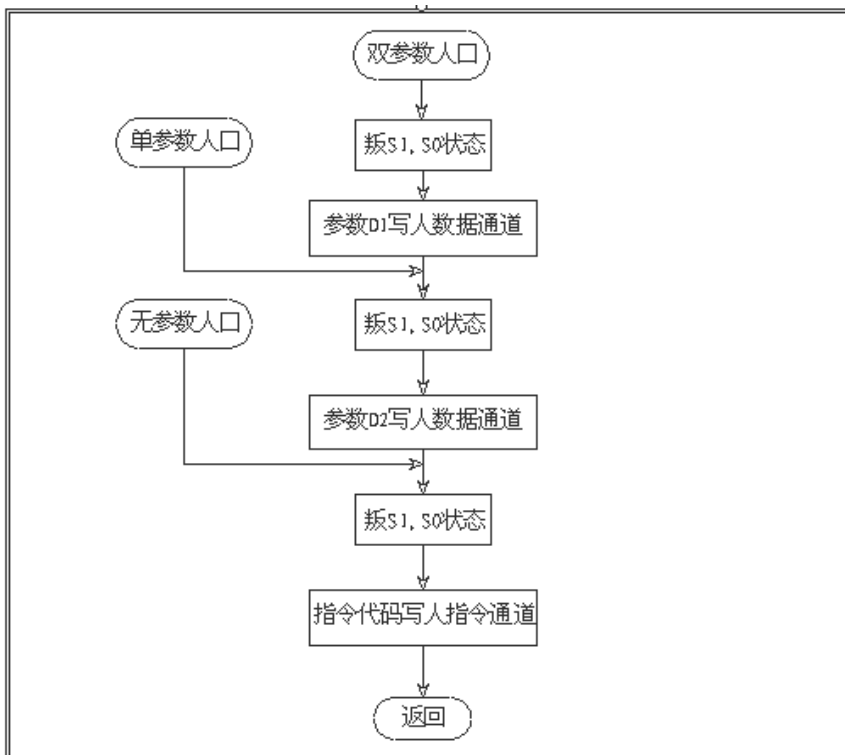 双参数人口
单参数人口
叛S1, S0状态
参数D1写人数据通道
无参数人口
叛S1, S0状态
参数D2写人数据通道
叛S1, S0状态
指令代码写人指令通道
返回